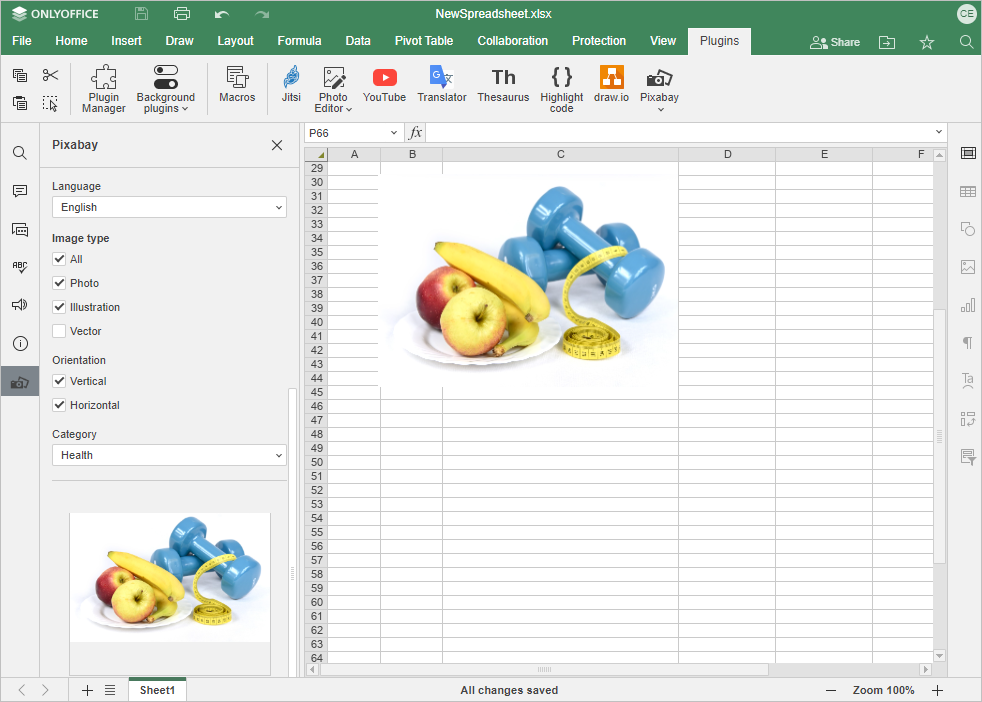 ONLYOFFICE
NewSpreadsheet.xlsx
CE
File Home Insert Draw Layout Formula Data Pivot Table Collaboration Protection View Plugins Share
Plugin Manager
Background plugins
Macros
Jitsi
Photo Editor
YouTube
Translator
Th
Thesaurus
Highlight code
draw.io
Pixabay
Pixabay
P66
fx
A B C D E F
Language
English
Image type
All
Photo
Illustration
Vector
Orientation
Vertical
Horizontal
Category
Health
ABC
Ta
29
30
31
32
33
34
35
36
37
38
39
40
41
42
43
44
45
46
47
48
49
50
51
52
53
54
55
56
57
58
59
60
61
62
63
64
Sheet1
All changes saved
Zoom 100%